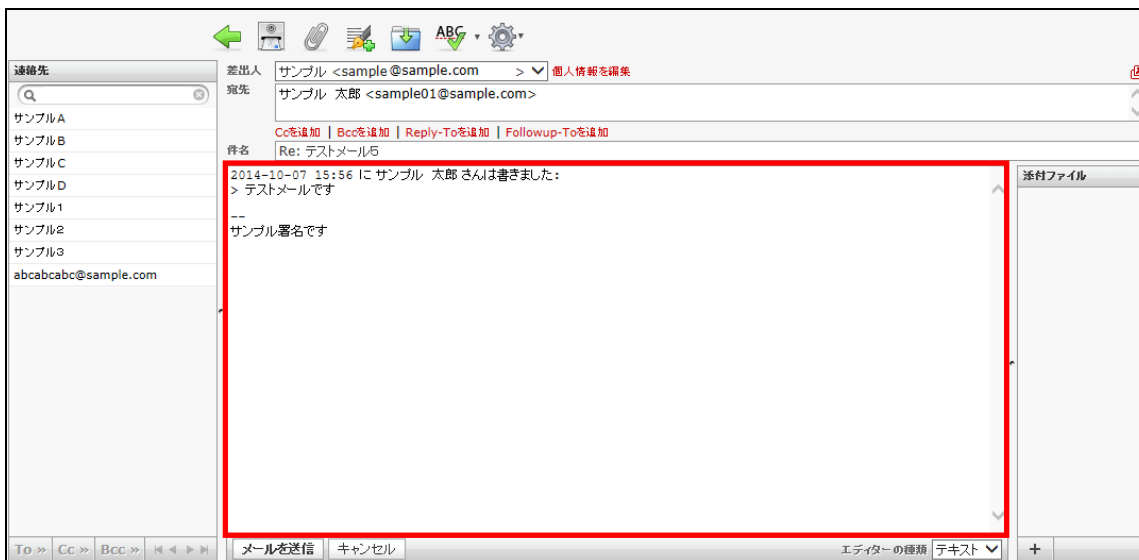 ABC
連絡先
サンプルA
サンプルB
サンプルC
サンプルD
サンプル1
サンプル2
サンプル3
abcabcabc@sample.com
To » Cc » Bcc »
差出人 サンプル <sample@sample.com > 個人情報を編集
宛先 サンプル 太郎 <sample01@sample.com>
Ccを追加 | Bccを追加 | Reply-Toを追加 | Followup-Toを追加
件名 Re: テストメール5
2014-10-07 15:56 に サンプル 太郎 さんは書きました:
> テストメールです
--
サンプル署名です
メールを送信 キャンセル エディターの種類 テキスト
添付ファイル
+